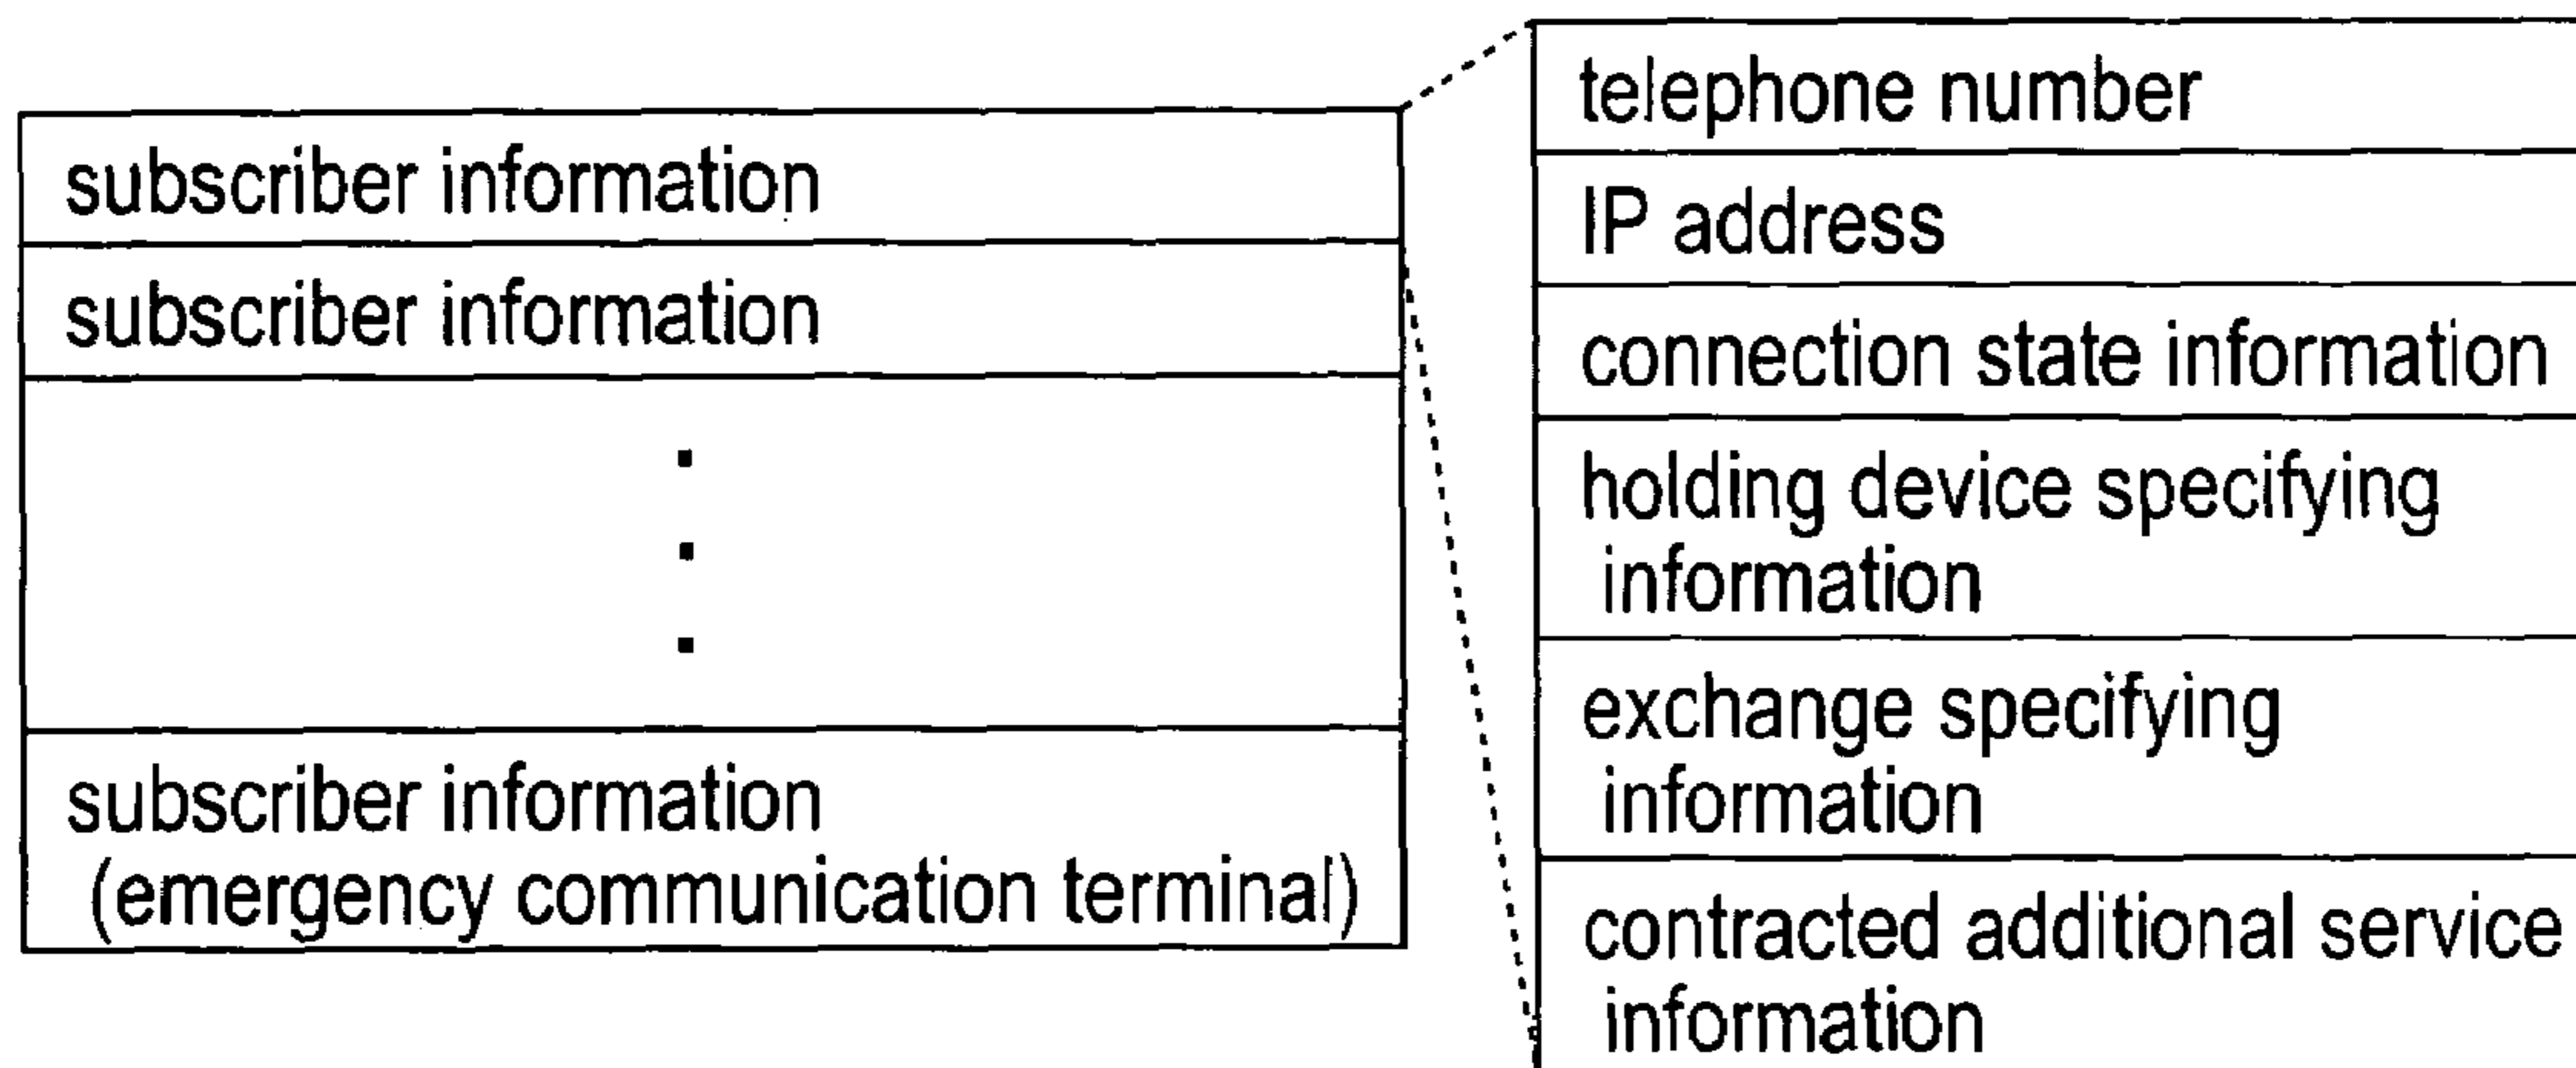 subscriber information
subscriber information
subscriber information
(emergency communication terminal)
telephone number
IP address
connection state information
holding device specifying
information
exchange specifying
information
contracted additional service
information